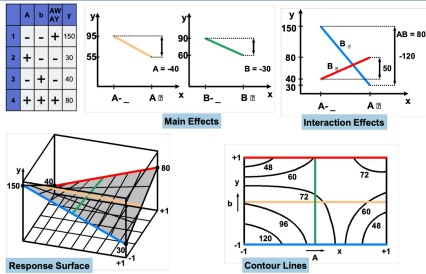 A b AW AY y
1 - - + 150
2 + - - 30
3 - + - 40
4 + + + 80
y
95
55
A = -40
A- _ A x
y
90
60
B = -30
B- _ B x
Main Effects
y
150
80
40
30
B
B
AB = 80
-120
50
A- _ A x
Interaction Effects
y
150
40
80
30
+1
+1
-1
Response Surface
+1
y
b
-1
48
60
72
72
60
48
96
120
A
x
+1
Contour Lines